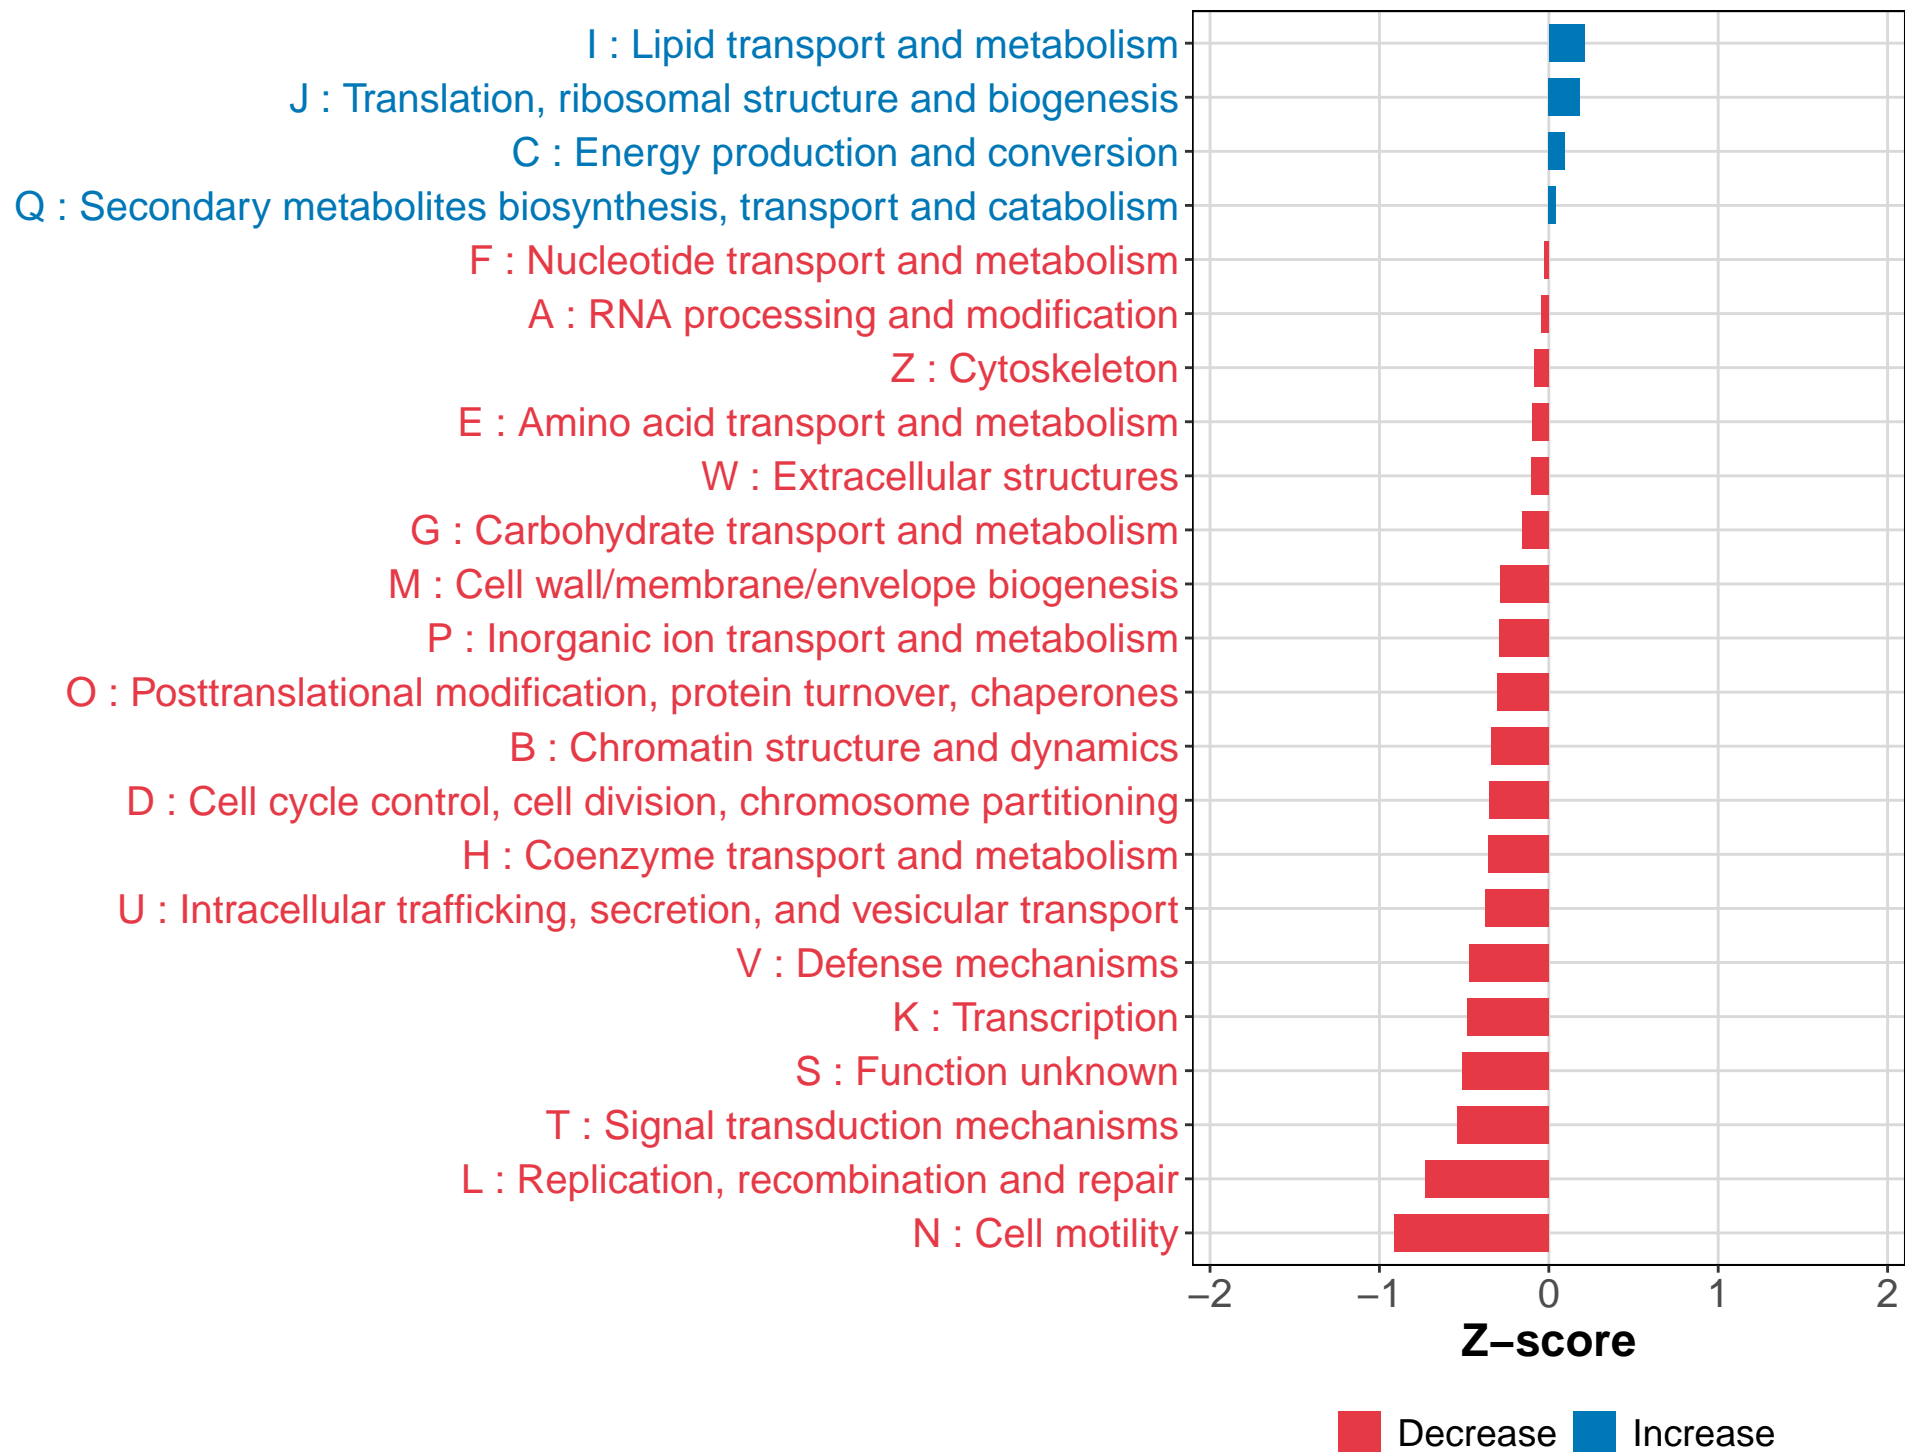 I : Lipid transport and metabolism
J : Translation, ribosomal structure and biogenesis
C : Energy production and conversion
Q : Secondary metabolites biosynthesis, transport and catabolism
F : Nucleotide transport and metabolism
A : RNA processing and modification
Z : Cytoskeleton
E : Amino acid transport and metabolism
W : Extracellular structures
G : Carbohydrate transport and metabolism
M : Cell wall/membrane/envelope biogenesis
P : Inorganic ion transport and metabolism
O : Posttranslational modification, protein turnover, chaperones
B : Chromatin structure and dynamics
D : Cell cycle control, cell division, chromosome partitioning
H : Coenzyme transport and metabolism
U : Intracellular trafficking, secretion, and vesicular transport
V : Defense mechanisms
K : Transcription
S : Function unknown
T : Signal transduction mechanisms
L : Replication, recombination and repair
N : Cell motility
−2 −1 0 1 2
Z−score
Decrease Increase